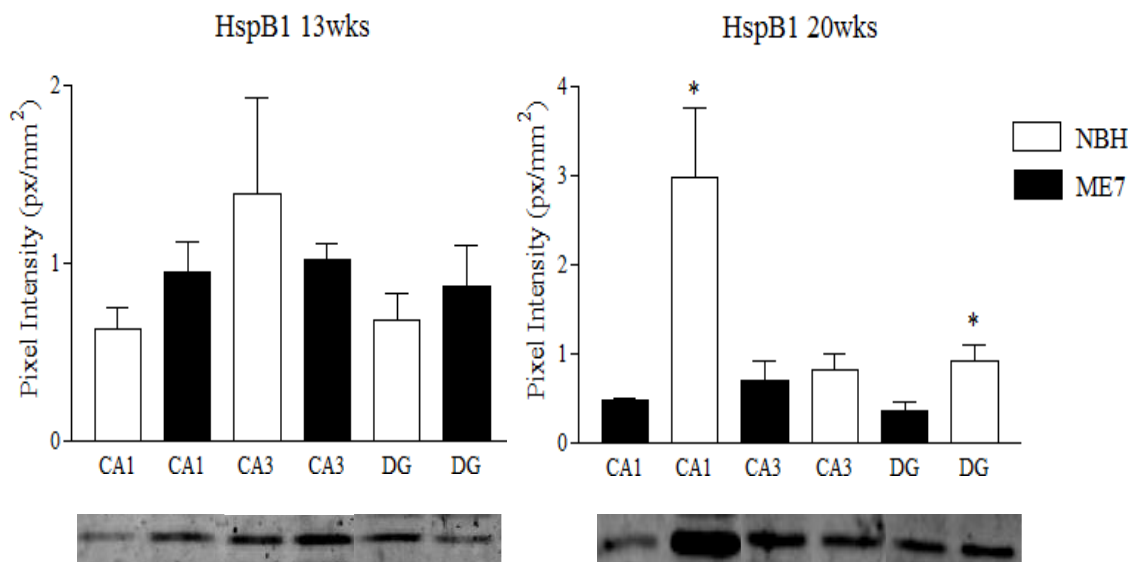 HspB1 13wks
Pixel Intensity (px/mm²)
2
1
0
CA1 CA1 CA3 CA3 DG DG
HspB1 20wks
Pixel Intensity (px/mm²)
4
3
2
1
0
*
*
CA1 CA1 CA3 CA3 DG DG
NBH
ME7